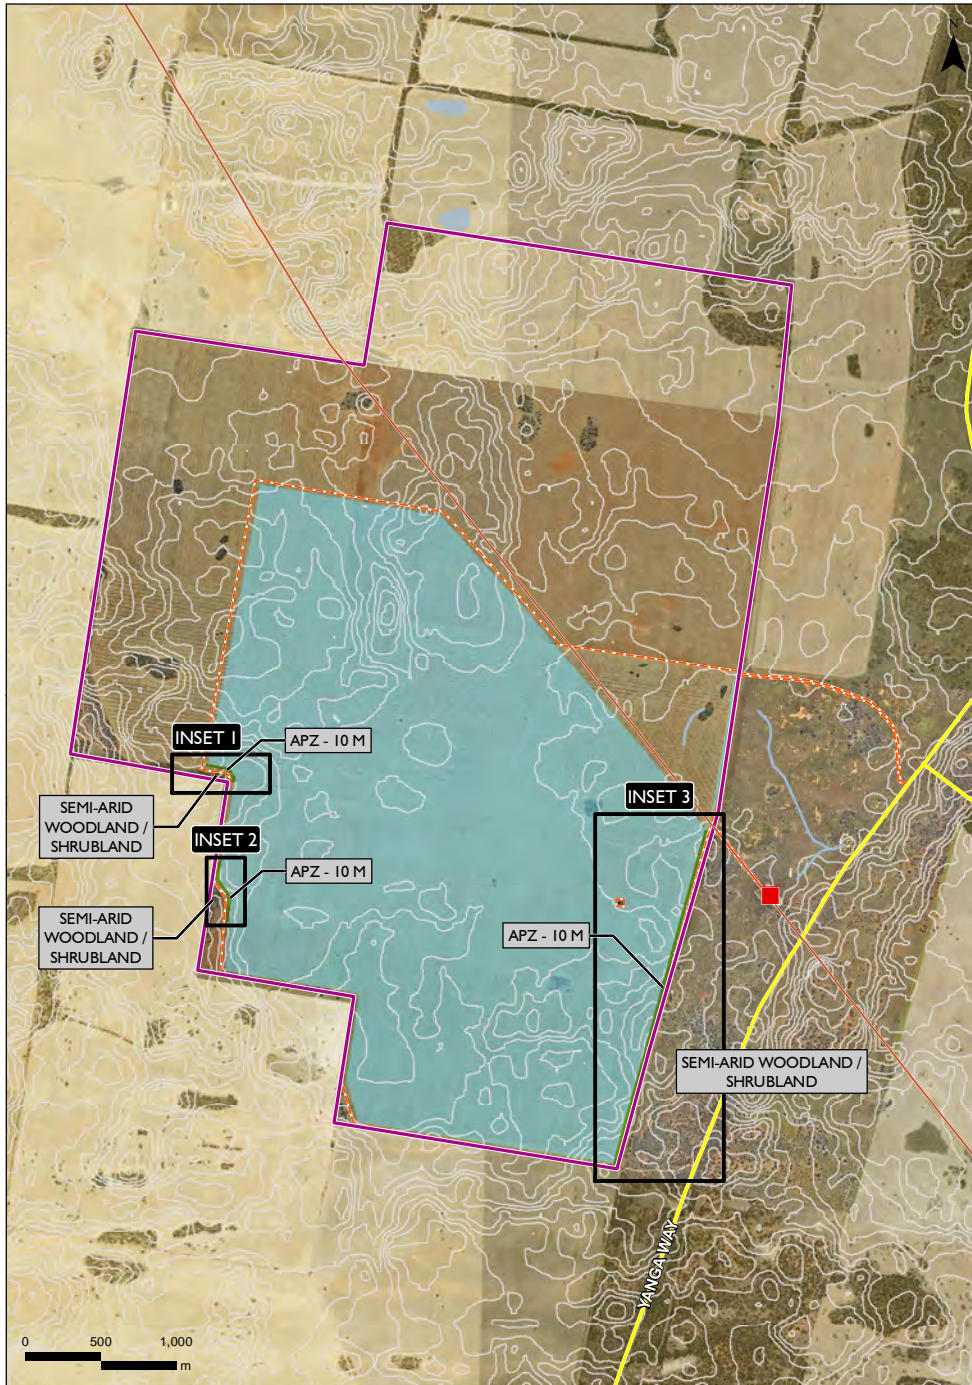 N
INSET 1
APZ - 10 M
SEMI-ARID
WOODLAND /
SHRUBLAND
INSET 2
APZ - 10 M
SEMI-ARID
WOODLAND /
SHRUBLAND
INSET 3
APZ - 10 M
SEMI-ARID WOODLAND /
SHRUBLAND
YANGA WAY
0 500 1,000
m